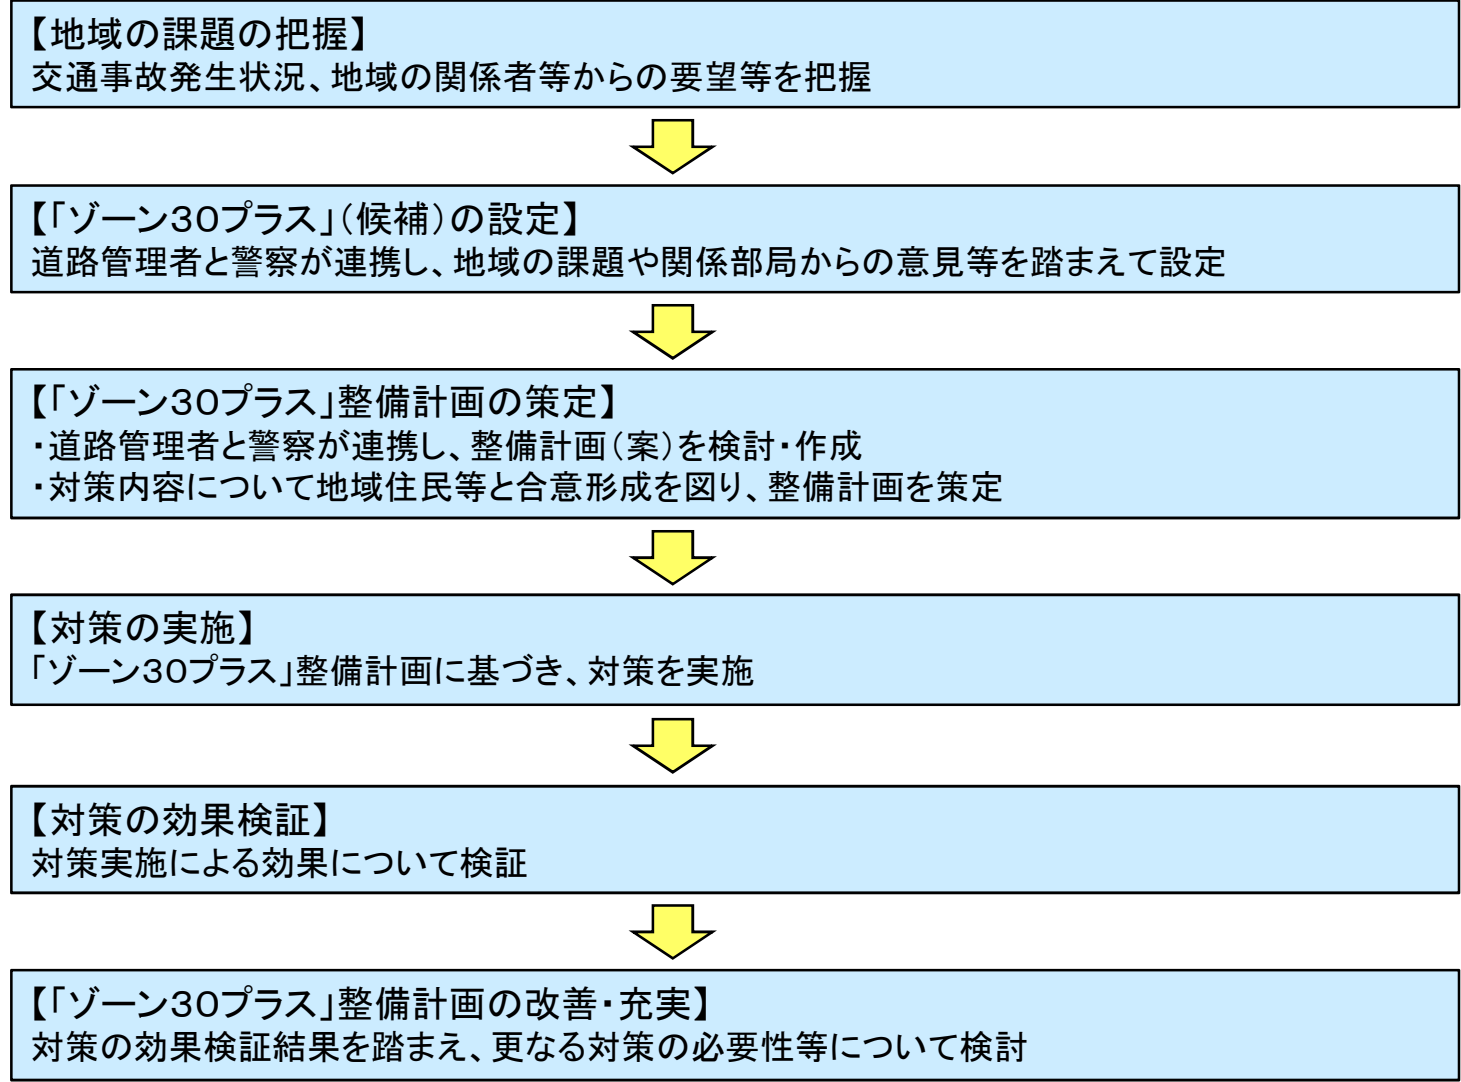 【地域の課題の把握】
交通事故発生状況、地域の関係者等からの要望等を把握
【「ゾーン３０プラス」（候補）の設定】
道路管理者と警察が連携し、地域の課題や関係部局からの意見等を踏まえて設定
【「ゾーン３０プラス」整備計画の策定】
・道路管理者と警察が連携し、整備計画（案）を検討・作成
・対策内容について地域住民等と合意形成を図り、整備計画を策定
【対策の実施】
「ゾーン３０プラス」整備計画に基づき、対策を実施
【対策の効果検証】
対策実施による効果について検証
【「ゾーン３０プラス」整備計画の改善・充実】
対策の効果検証結果を踏まえ、更なる対策の必要性等について検討